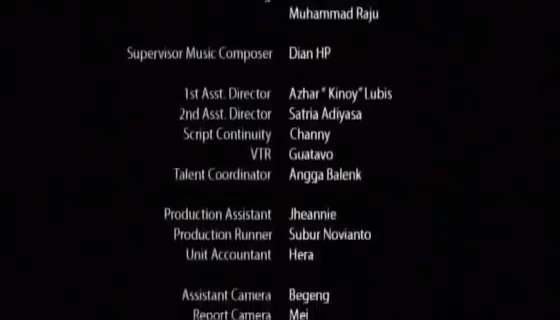 Muhammad Raju
Supervisor Music Composer Dian HP
1st Asst. Director Azhar "Kinoy" Lubis
2nd Asst. Director Satria Adiyasa
Script Continuity Channy
VTR Guatavo
Talent Coordinator Angga Balenk
Production Assistant Jheannie
Production Runner Subur Novianto
Unit Accountant Hera
Assistant Camera Begeng
Report Camera Mei